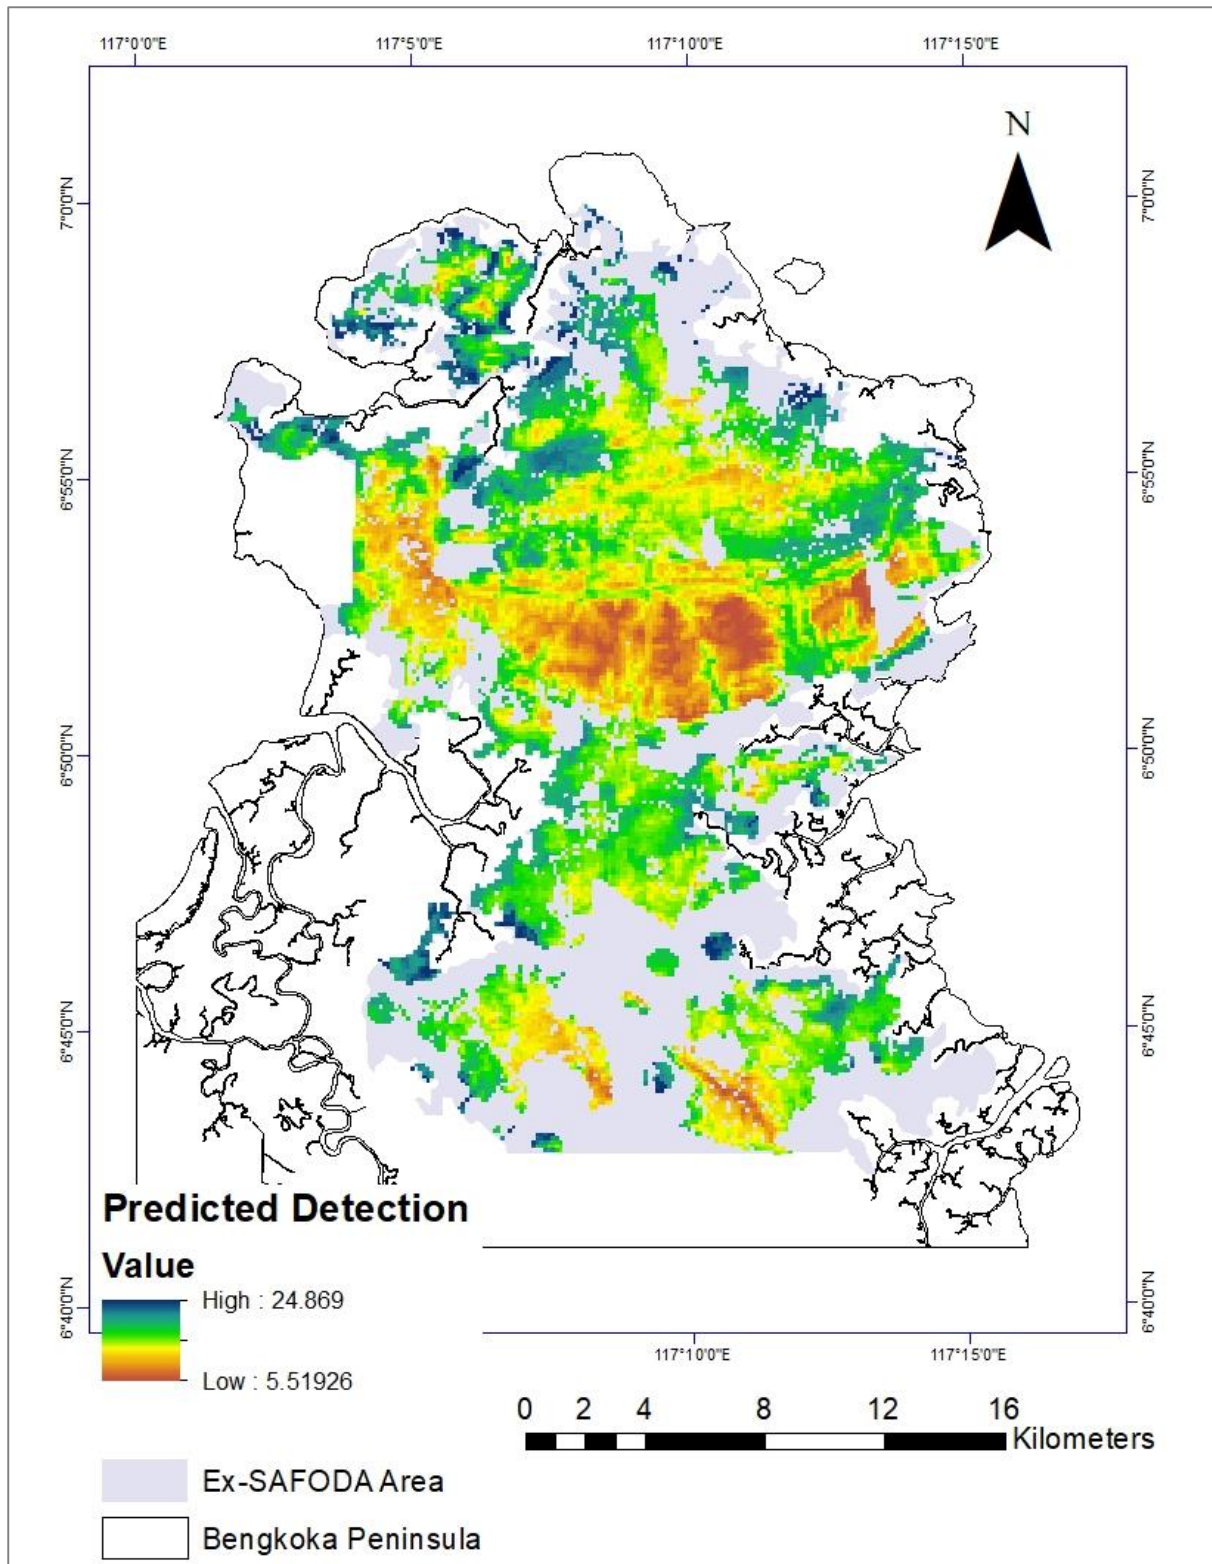 117°0'0"E 117°5'0"E 117°10'0"E 117°15'0"E
N
7°0'0"N 7°0'0"N
6°55'0"N 6°55'0"N
6°50'0"N 6°50'0"N
6°45'0"N 6°45'0"N
Predicted Detection
Value
High : 24.869
Low : 5.51926
6°40'0"N 6°40'0"N
117°10'0"E 117°15'0"E
0 2 4 8 12 16
Kilometers
Ex-SAFODA Area
Bengkoka Peninsula